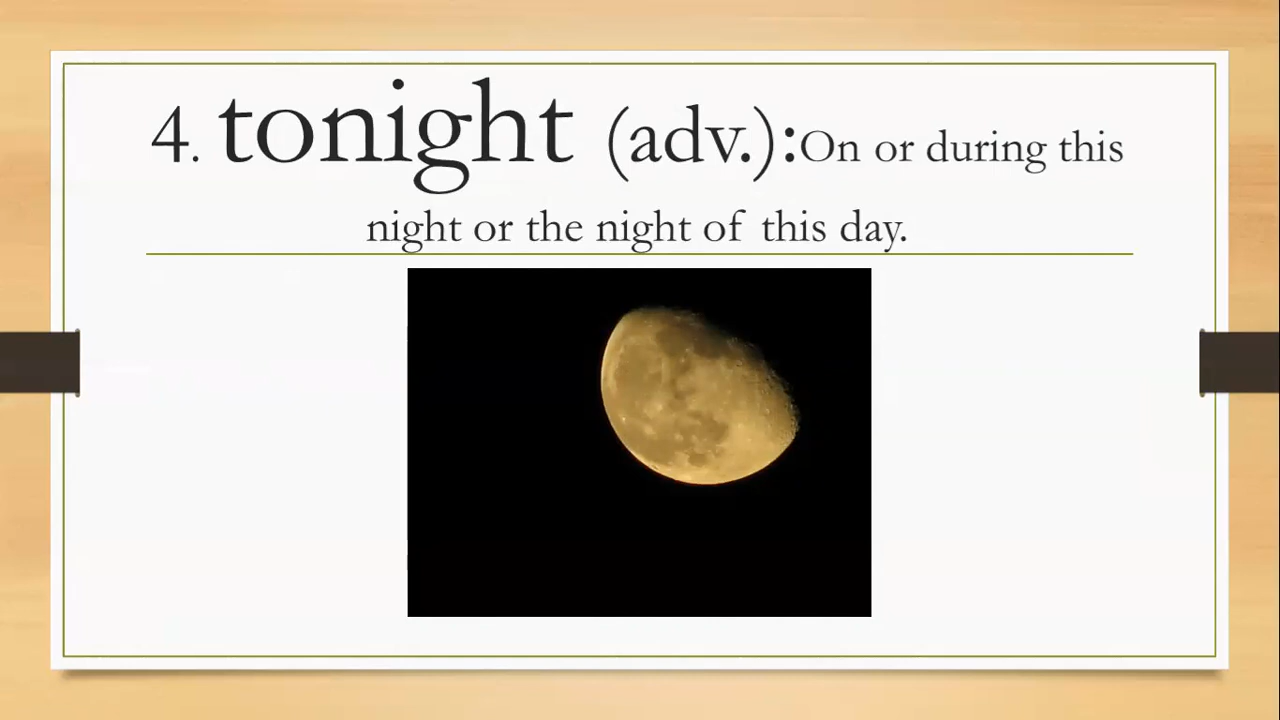 4. tonight (adv.):On or during this
night or the night of this day.